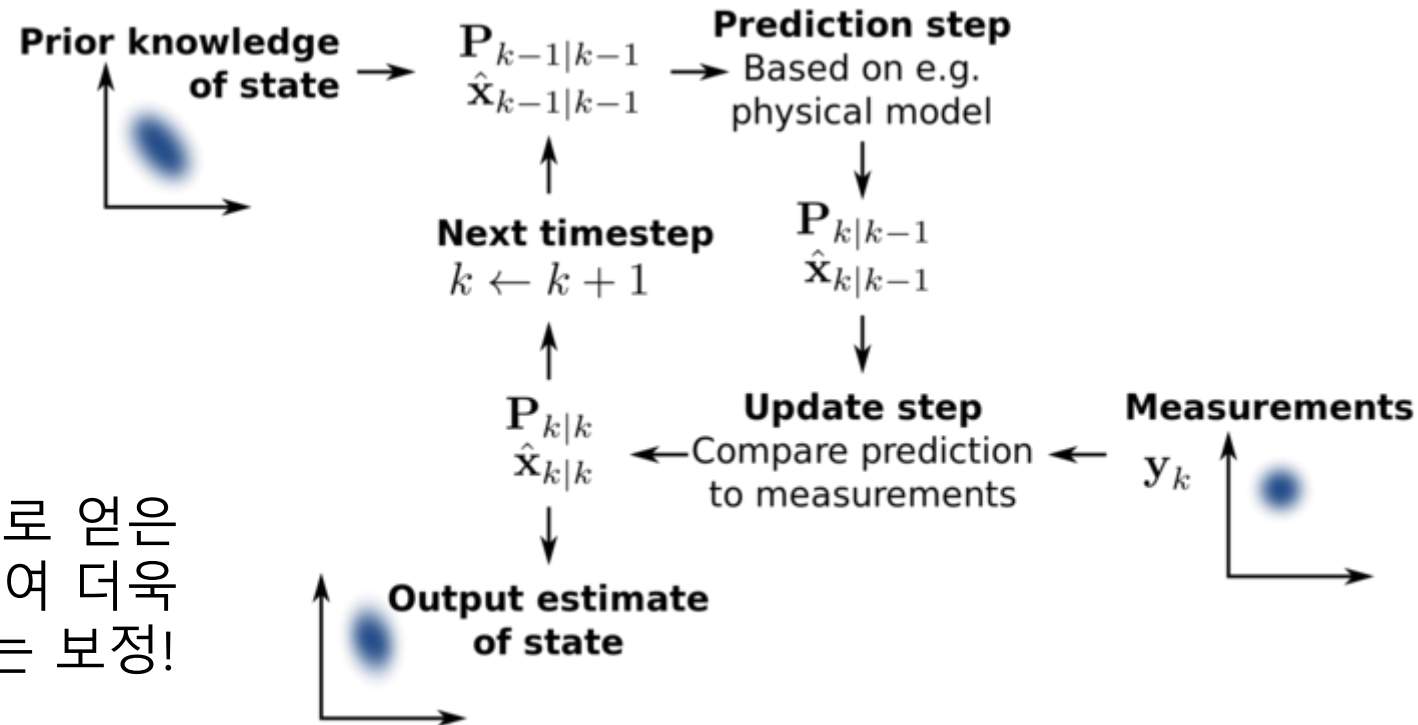 Prior knowledge
of state
P_{k−1|k−1}
x̂_{k−1|k−1}
Prediction step
Based on e.g.
physical model
P_{k|k−1}
x̂_{k|k−1}
Next timestep
k ← k + 1
Update step
Compare prediction
to measurements
Measurements
y_k
P_{k|k}
x̂_{k|k}
Output estimate
of state
로 얻은
여 더욱
는 보정!